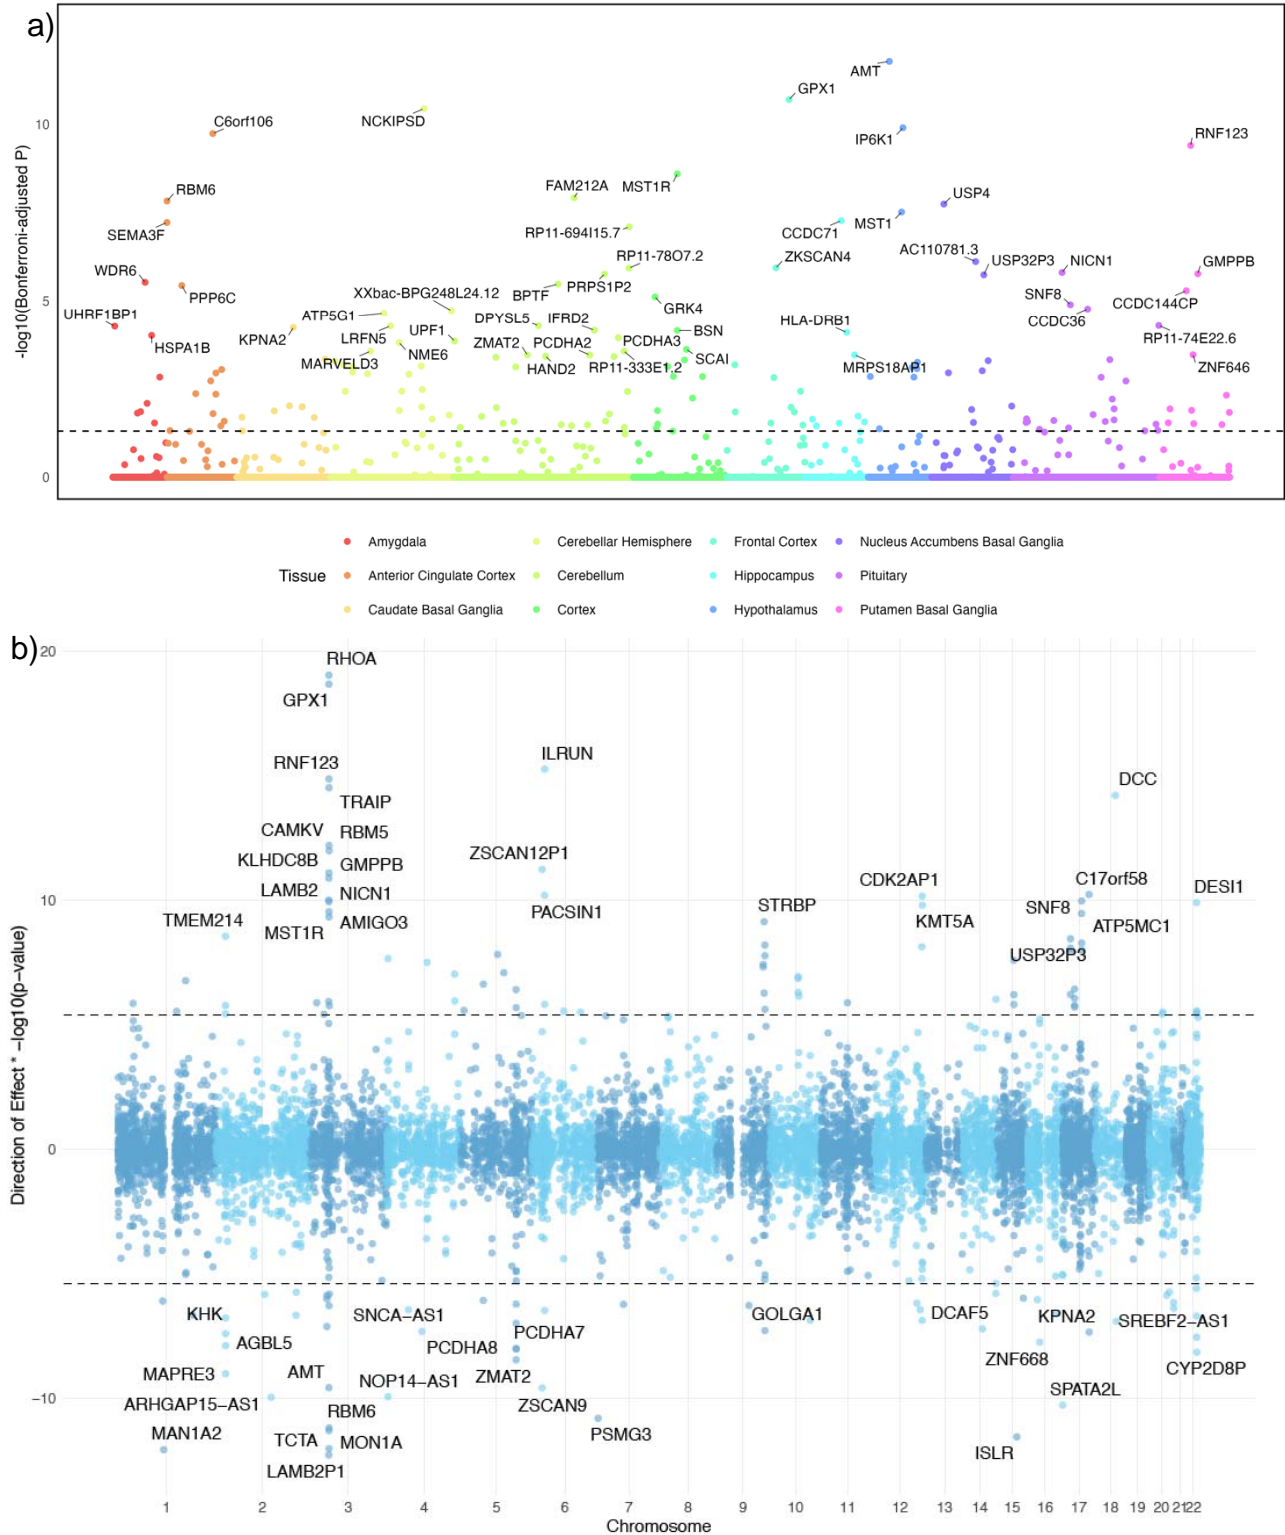 a)
-log10(Bonferroni-adjusted P)
10
5
0
AMT
GPX1
C6orf106
NCKIPSD
IP6K1
RNF123
RBM6
FAM212A
MST1R
USP4
SEMA3F
RP11-694I15.7
CCDC71
MST1
WDR6
PPP6C
RP11-78O7.2
ZKSCAN4
AC110781.3
USP32P3
NICN1
GMPPB
XXbac-BPG248L24.12
BPTF
PRPS1P2
GRK4
SNF8
CCDC36
CCDC144CP
UHRF1BP1
HSPA1B
KPNA2
ATP5G1
LRFN5
UPF1
DPYSL5
IFRD2
BSN
HLA-DRB1
RP11-74E22.6
MARVELD3
NME6
ZMAT2
PCDHA2
PCDHA3
HAND2
RP11-333E1.2
SCAI
MRPS18AP1
ZNF646
Tissue
Amygdala
Anterior Cingulate Cortex
Caudate Basal Ganglia
Cerebellar Hemisphere
Cerebellum
Cortex
Frontal Cortex
Hippocampus
Hypothalamus
Nucleus Accumbens Basal Ganglia
Pituitary
Putamen Basal Ganglia
b)
Direction of Effect * −log10(p−value)
20
10
0
−10
RHOA
GPX1
RNF123
ILRUN
DCC
TRAIP
CAMKV RBM5
KLHDC8B GMPPB
ZSCAN12P1
LAMB2 NICN1
PACSIN1
CDK2AP1
C17orf58
DESI1
TMEM214
MST1R AMIGO3
STRBP
KMT5A
SNF8
ATP5MC1
USP32P3
KHK
AGBL5
SNCA−AS1
PCDHA8
PCDHA7
GOLGA1
DCAF5
KPNA2
SREBF2−AS1
MAPRE3
AMT
NOP14−AS1
ZMAT2
ZNF668
CYP2D8P
ARHGAP15−AS1
RBM6
ZSCAN9
SPATA2L
MAN1A2
TCTA MON1A
PSMG3
ISLR
LAMB2P1
1 2 3 4 5 6 7 8 9 10 11 12 13 14 15 16 17 18 19 20 21 22
Chromosome